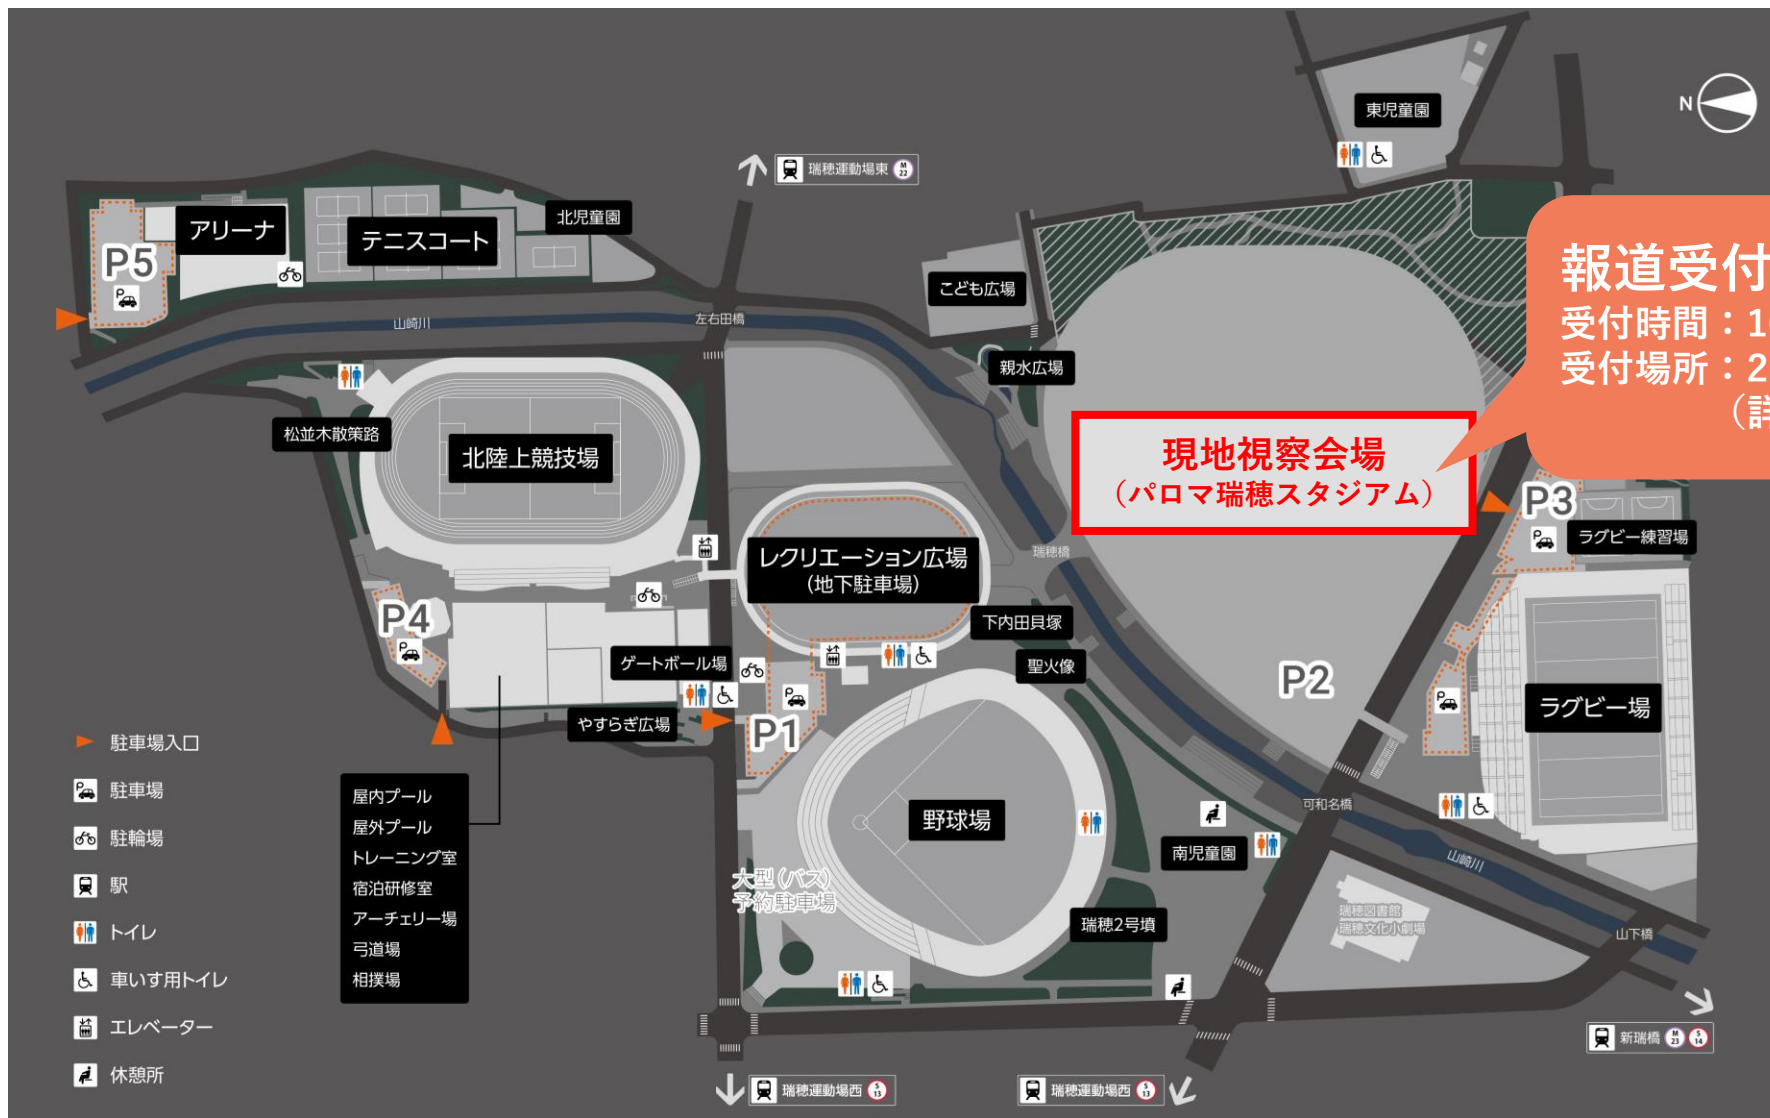 東児童園
N
瑞穂運動場東 M 22
報道受付
受付時間：1
受付場所：2
アリーナ
テニスコート
北児童園
P5
こども広場
山崎川
左右田橋
親水広場
松並木散策路
北陸上競技場
現地視察会場
（パロマ瑞穂スタジアム）
P3
ラグビー練習場
瑞穂橋
レクリエーション広場
（地下駐車場）
下内田貝塚
P4
ゲートボール場
聖火像
P2
ラグビー場
やすらぎ広場
P1
駐車場入口
駐車場
駐輪場
駅
トイレ
車いす用トイレ
エレベーター
休憩所
屋内プール
屋外プール
トレーニング室
宿泊研修室
アーチェリー場
弓道場
相撲場
野球場
可和名橋
南児童園
山崎川
大型（バス）
予約駐車場
瑞穂2号墳
瑞穂図書館
瑞穂文化小劇場
山下橋
新瑞橋 M 23 S 14
瑞穂運動場西 S 13
瑞穂運動場西 S 13